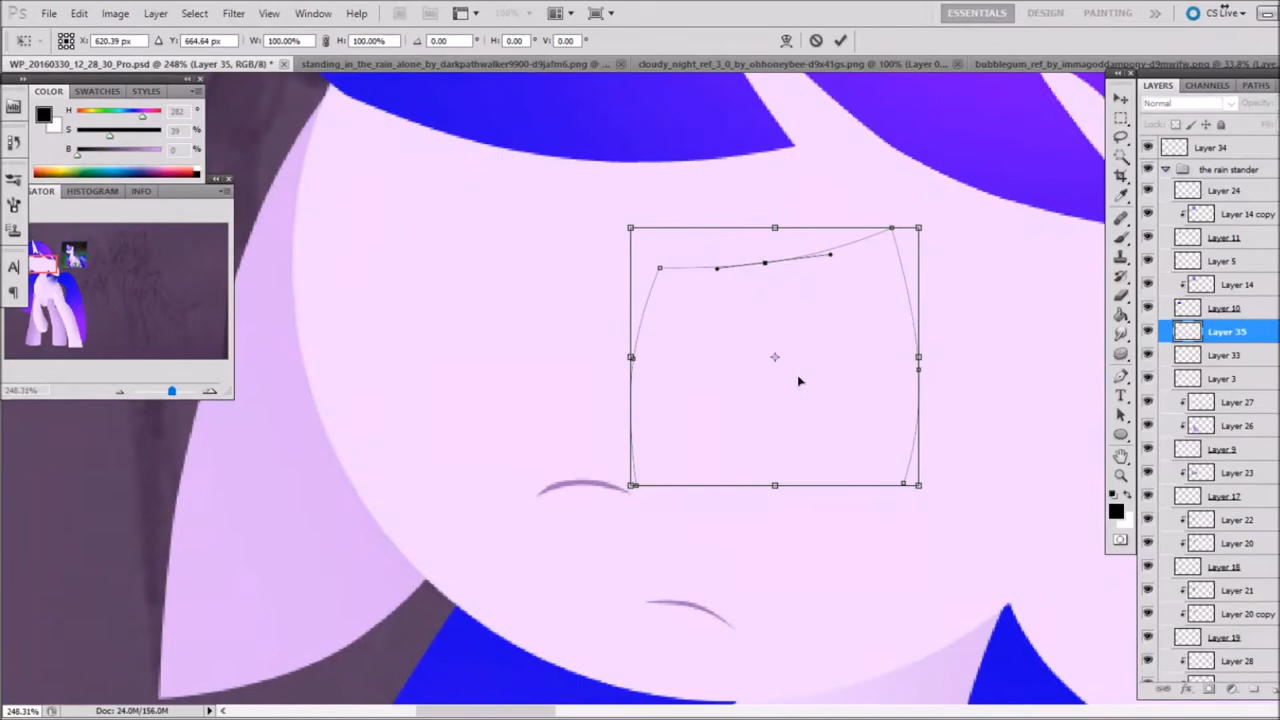 Ps File Edit Image Layer Select Filter View Window Help 100% ESSENTIALS DESIGN PAINTING CS Live
X: 620.39 px Y: 664.64 px W: 100.00% H: 100.00% 0.00 ° H: 0.00 ° V: 0.00 °
WP_20160330_12_28_30_Pro.psd @ 248% (Layer 35, RGB/8) * standing_in_the_rain_alone_by_darkpathwalker9900-d9jafm6.png @ ... cloudy_night_ref_3_0_by_obhoneybee-d9x41gs.png @ 100% (Layer 0... bubblegum_ref_by_immagoddampony-d9mwifw.png @ 33.8% (Laye...
COLOR SWATCHES STYLES
H 282 °
S 39 %
B 0 %
GATOR HISTOGRAM INFO
248.31%
LAYERS CHANNELS PATHS
Normal Opacity:
Lock: Fill:
Layer 34
the rain stander
Layer 24
Layer 14 copy
Layer 11
Layer 5
Layer 14
Layer 10
Layer 35
Layer 33
Layer 3
Layer 27
Layer 26
Layer 9
Layer 23
Layer 17
Layer 22
Layer 20
Layer 18
Layer 21
Layer 20 copy
Layer 19
Layer 28
248.31% Doc: 24.0M/156.0M